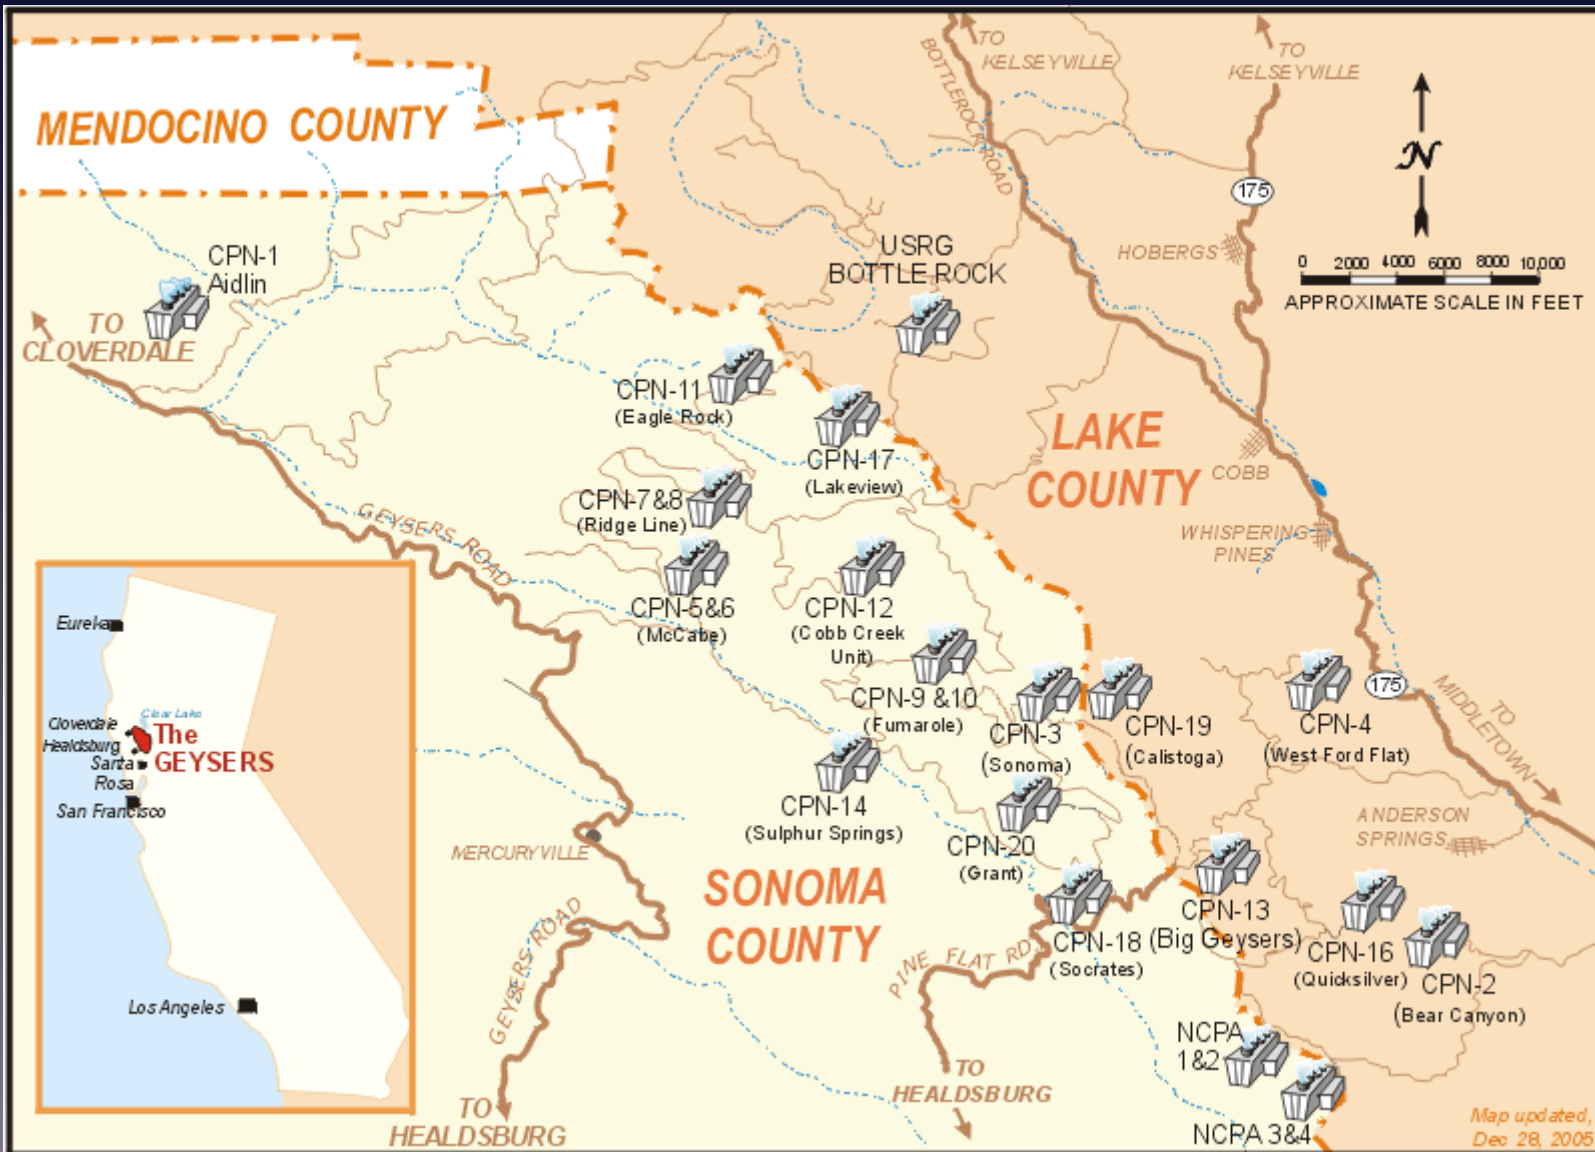 MENDOCINO COUNTY
BOTTLEROCK ROAD
TO
KELSEYVILLE
TO
KELSEYVILLE
N
175
HOBERGS
0 2000 4000 6000 8000 10,000
APPROXIMATE SCALE IN FEET
CPN-1
Aidlin
USRG
BOTTLE ROCK
TO
CLOVERDALE
CPN-11
(Eagle Rock)
CPN-17
(Lakeview)
LAKE
COUNTY
COBB
WHISPERING
PINES
CPN-7&8
(Ridge Line)
GEYSERS ROAD
CPN-5&6
(McCabe)
CPN-12
(Cobb Creek
Unit)
CPN-9 &10
(Fumarole)
CPN-3
(Sonoma)
CPN-19
(Calistoga)
CPN-4
(West Ford Flat)
175
TO
MIDDLETOWN
CPN-14
(Sulphur Springs)
CPN-20
(Grant)
ANDERSON
SPRINGS
MERCURYVILLE
SONOMA
COUNTY
CPN-18
(Socrates)
CPN-13
(Big Geysers)
CPN-16
(Quicksilver)
CPN-2
(Bear Canyon)
GEYSERS ROAD
PINE FLAT RD
NCPA
1&2
NCPA 3&4
TO
HEALDSBURG
TO
HEALDSBURG
Eureka
Clear Lake
Cloverdale
Healdsburg
The
GEYSERS
Santa
Rosa
San Francisco
Los Angeles
Map updated,
Dec 28, 2005